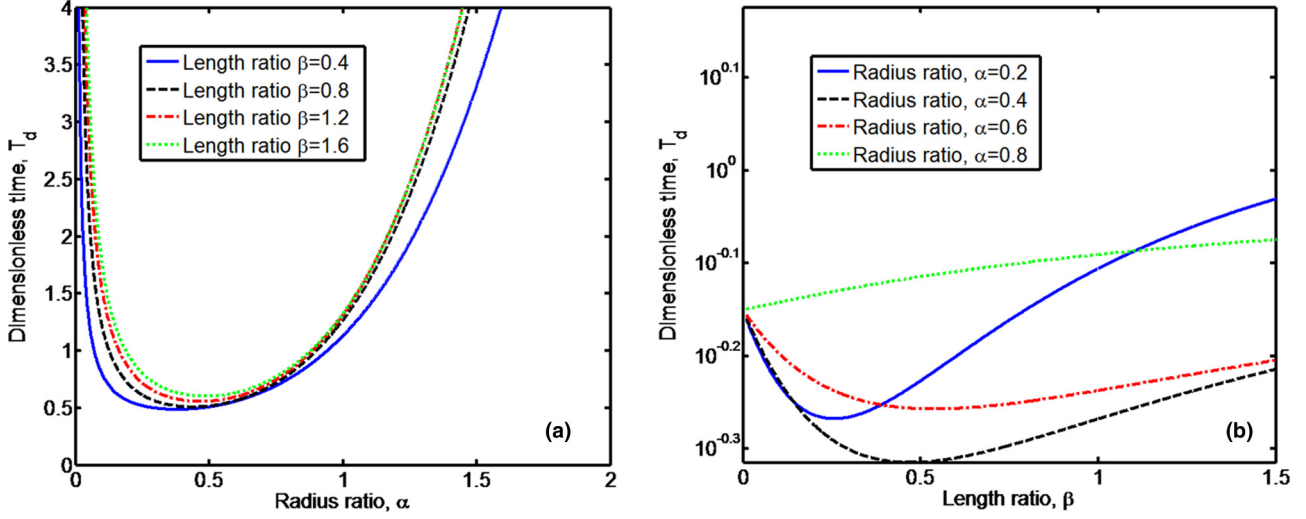 Dimensionless time, T_d
4
3.5
3
2.5
2
1.5
1
0.5
0
Length ratio β=0.4
Length ratio β=0.8
Length ratio β=1.2
Length ratio β=1.6
(a)
0 0.5 1 1.5 2
Radius ratio, α
Dimensionless time, T_d
10^0.1
10^0
10^-0.1
10^-0.2
10^-0.3
Radius ratio, α=0.2
Radius ratio, α=0.4
Radius ratio, α=0.6
Radius ratio, α=0.8
(b)
0 0.5 1 1.5
Length ratio, β